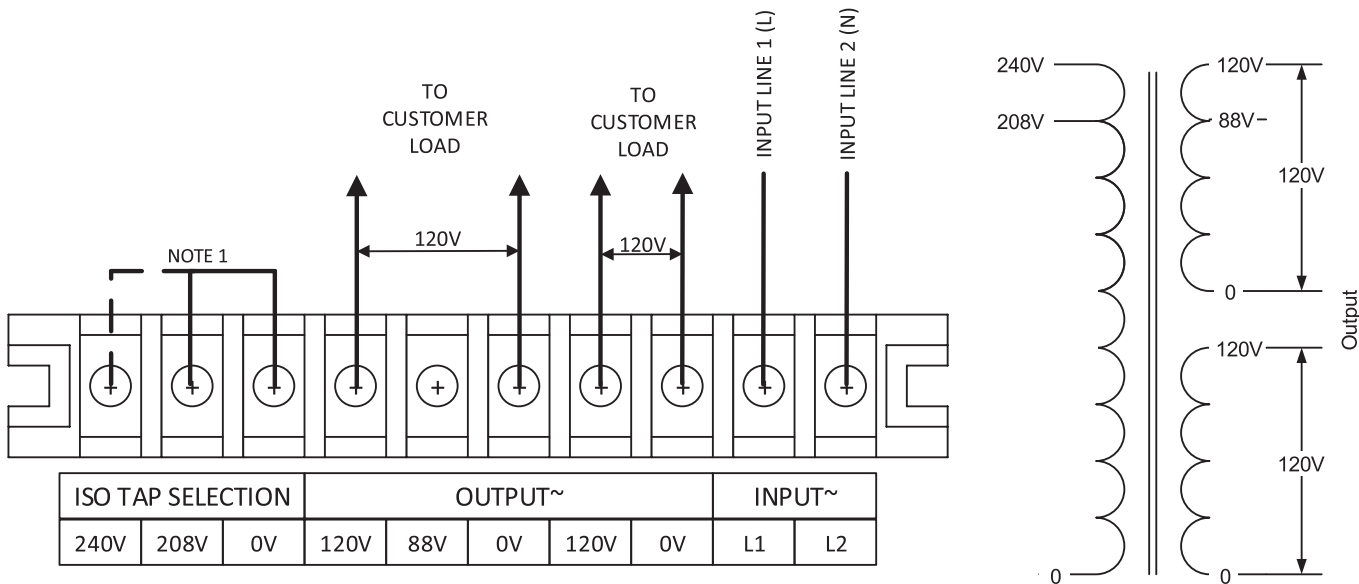 TO
CUSTOMER
LOAD
TO
CUSTOMER
LOAD
INPUT LINE 1 (L)
INPUT LINE 2 (N)
120V
120V
NOTE 1
ISO TAP SELECTION OUTPUT~ INPUT~
240V 208V 0V 120V 88V 0V 120V 0V L1 L2
240V
208V
0
120V
88V
120V
0
120V
120V
0
Output